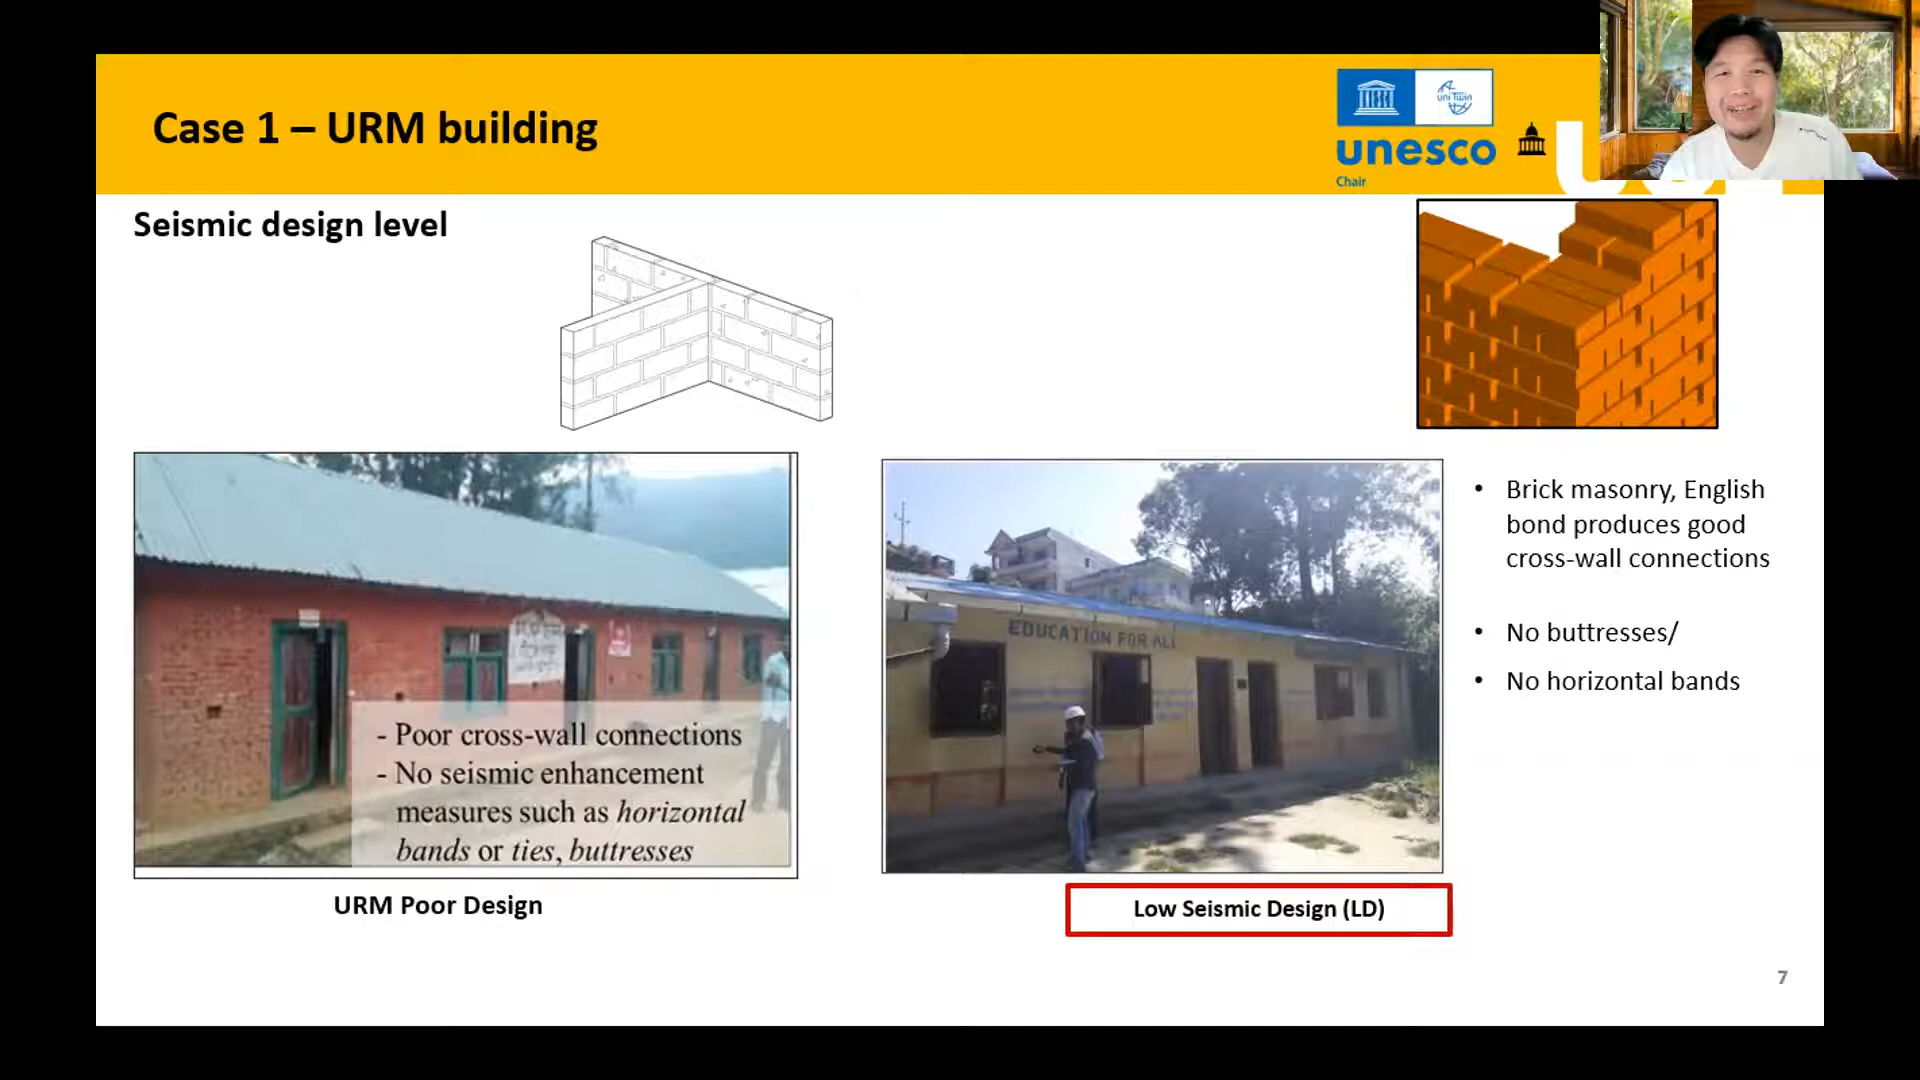 Case 1 – URM building
uni Twin
unesco
Chair
Seismic design level
EDUCATION FOR ALL
- Poor cross-wall connections
- No seismic enhancement
measures such as horizontal
bands or ties, buttresses
URM Poor Design
Low Seismic Design (LD)
• Brick masonry, English
bond produces good
cross-wall connections
• No buttresses/
• No horizontal bands
7